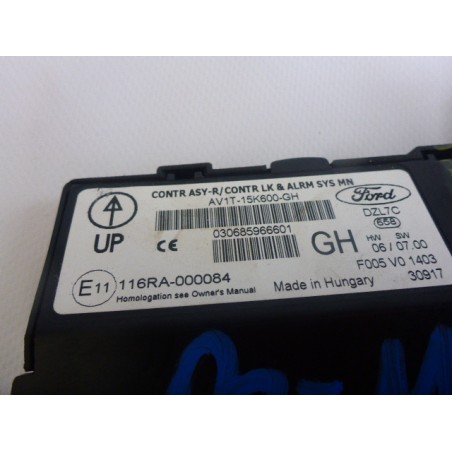 CONTR ASY-R/CONTR LK & ALRM SYS MN
AV1T-15K600-GH
Ford
DZL7C
658
UP
CE
030685966601
GH
HW SW
06 / 07.00
F005 V0 1403
30917
E11 116RA-000084
Homologation see Owner's Manual
Made in Hungary